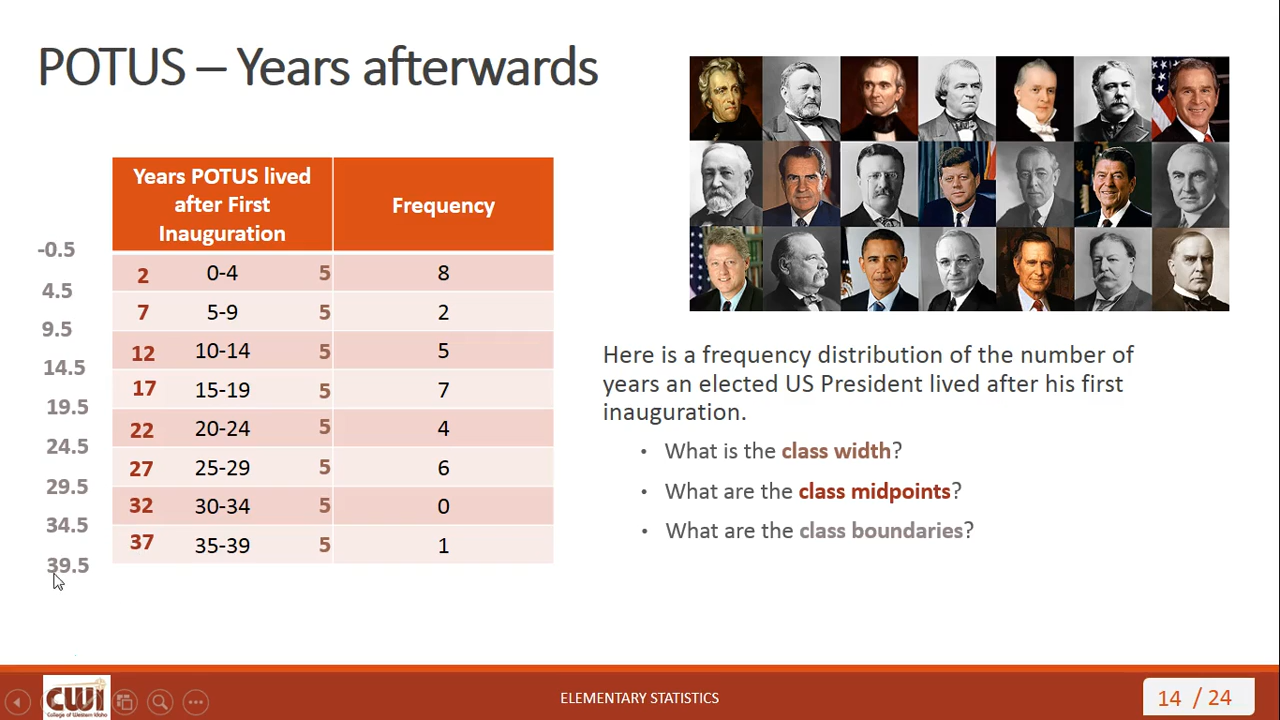 POTUS – Years afterwards
Years POTUS lived
after First
Inauguration
Frequency
-0.5
2 0-4 5 8
4.5
7 5-9 5 2
9.5
12 10-14 5 5
14.5
17 15-19 5 7
19.5
22 20-24 5 4
24.5
27 25-29 5 6
29.5
32 30-34 5 0
34.5
37 35-39 5 1
39.5
Here is a frequency distribution of the number of
years an elected US President lived after his first
inauguration.
• What is the class width?
• What are the class midpoints?
• What are the class boundaries?
CWI
College of Western Idaho
ELEMENTARY STATISTICS
14 / 24